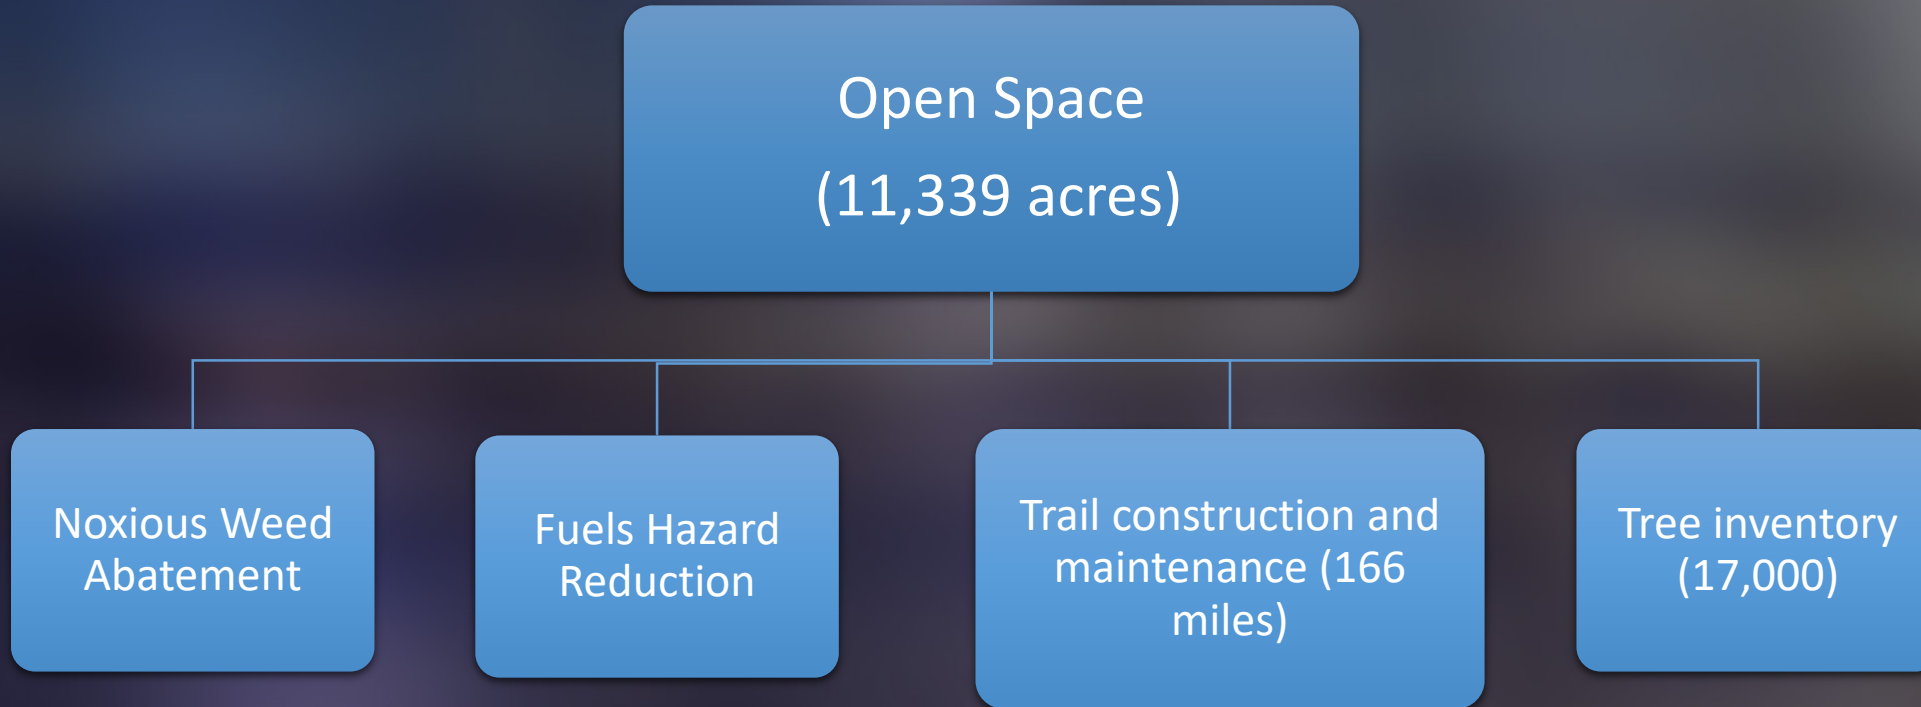 Open Space
(11,339 acres)
Noxious Weed
Abatement
Fuels Hazard
Reduction
Trail construction and
maintenance (166
miles)
Tree inventory
(17,000)